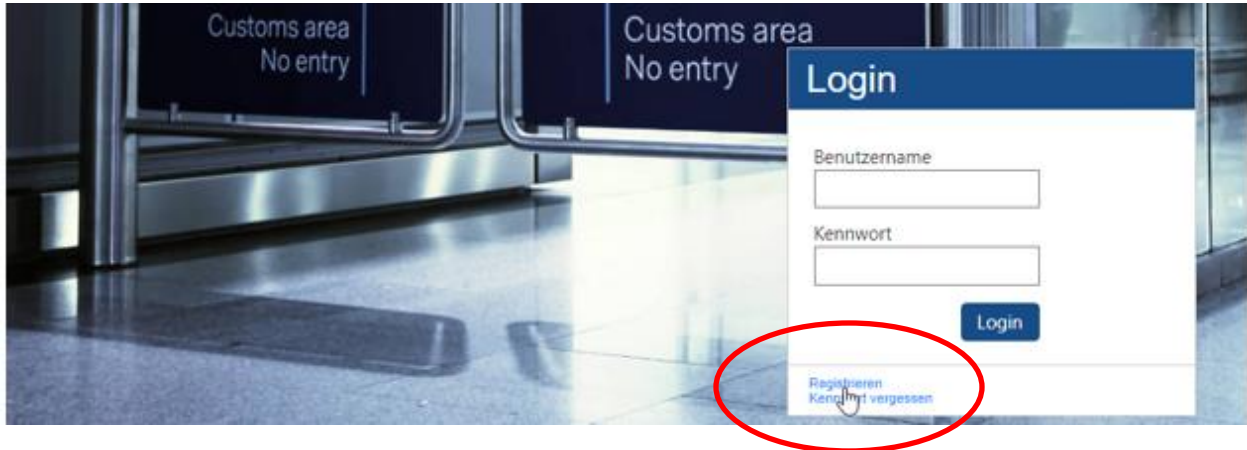 Customs area
No entry
Customs area
No entry
Login
Benutzername
Kennwort
Login
Registrieren
Kennwort vergessen